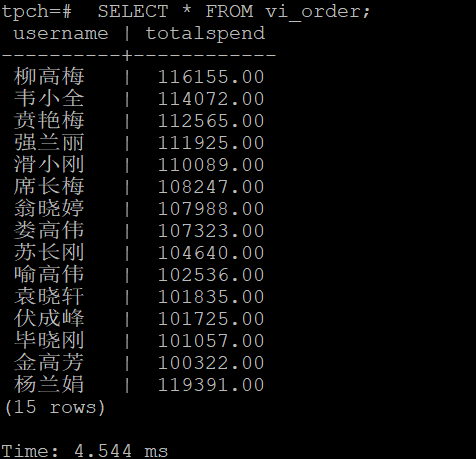 tpch=#  SELECT * FROM vi_order;
 username | totalspend
----------+------------
 柳高梅   |  116155.00
 韦小全   |  114072.00
 贲艳梅   |  112565.00
 强兰丽   |  111925.00
 滑小刚   |  110089.00
 席长梅   |  108247.00
 翁晓婷   |  107988.00
 娄高伟   |  107323.00
 苏长刚   |  104640.00
 喻高伟   |  102536.00
 袁晓轩   |  101835.00
 伏成峰   |  101725.00
 毕晓刚   |  101057.00
 金高芳   |  100322.00
 杨兰娟   |  119391.00
(15 rows)

Time: 4.544 ms